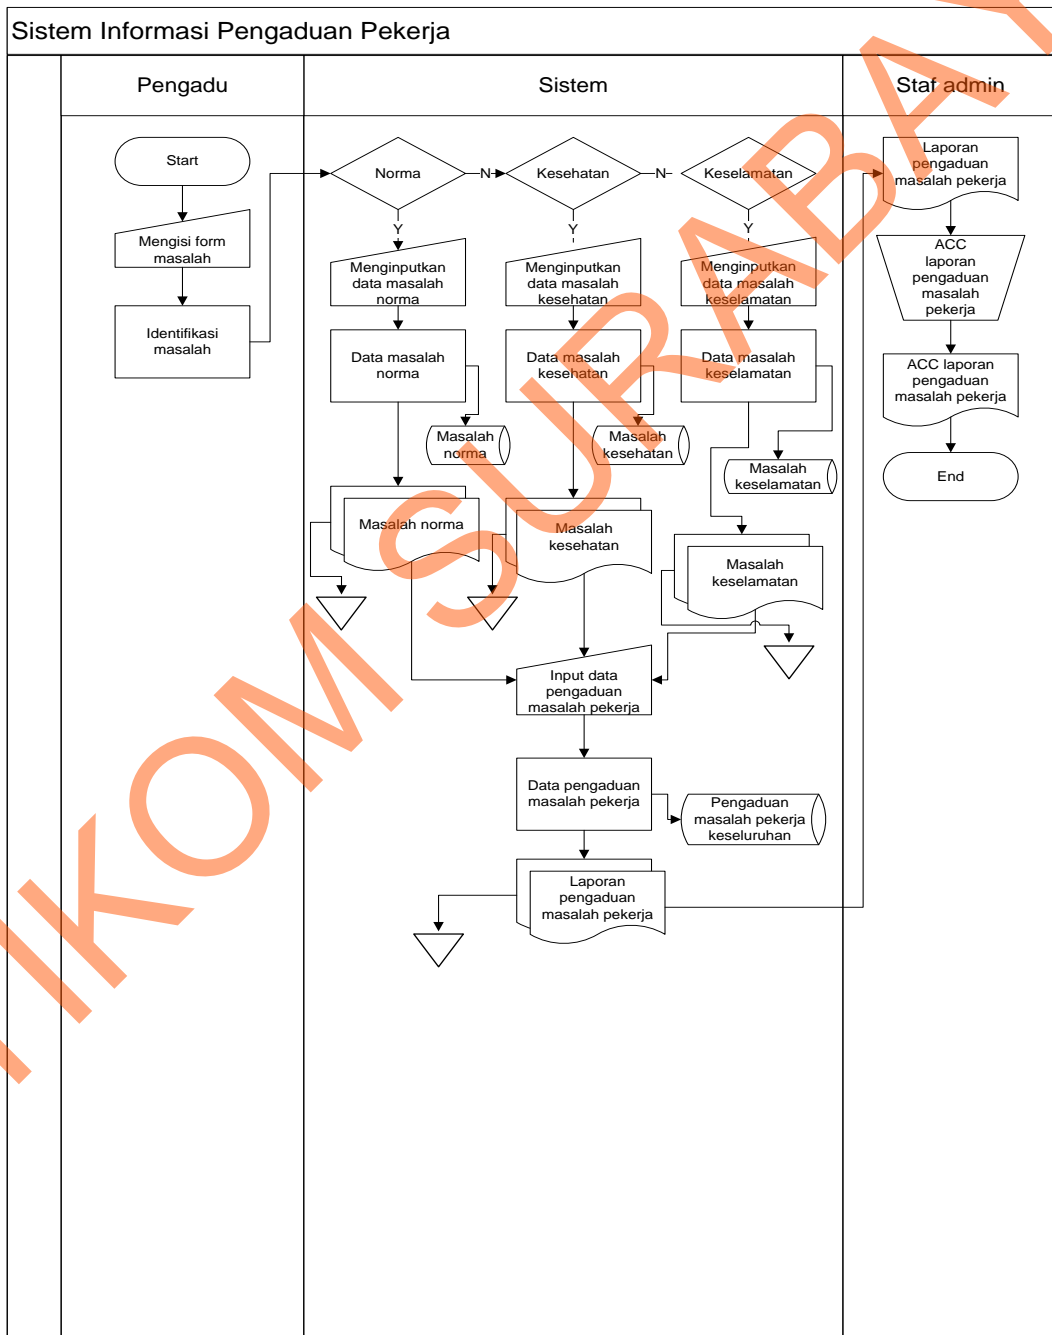 Sistem Informasi Pengaduan Pekerja
Pengadu
Sistem
Staf admin
Start
Mengisi form
masalah
Identifikasi
masalah
Norma
N
Kesehatan
N
Keselamatan
Y
Y
Y
Menginputkan
data masalah
norma
Menginputkan
data masalah
kesehatan
Menginputkan
data masalah
keselamatan
Data masalah
norma
Data masalah
kesehatan
Data masalah
keselamatan
Masalah
norma
Masalah
kesehatan
Masalah
keselamatan
Masalah norma
Masalah
kesehatan
Masalah
keselamatan
Input data
pengaduan
masalah pekerja
Data pengaduan
masalah pekerja
Pengaduan
masalah pekerja
keseluruhan
Laporan
pengaduan
masalah pekerja
Laporan
pengaduan
masalah pekerja
ACC
laporan
pengaduan
masalah
pekerja
ACC laporan
pengaduan
masalah pekerja
End
IKOM SURABAY